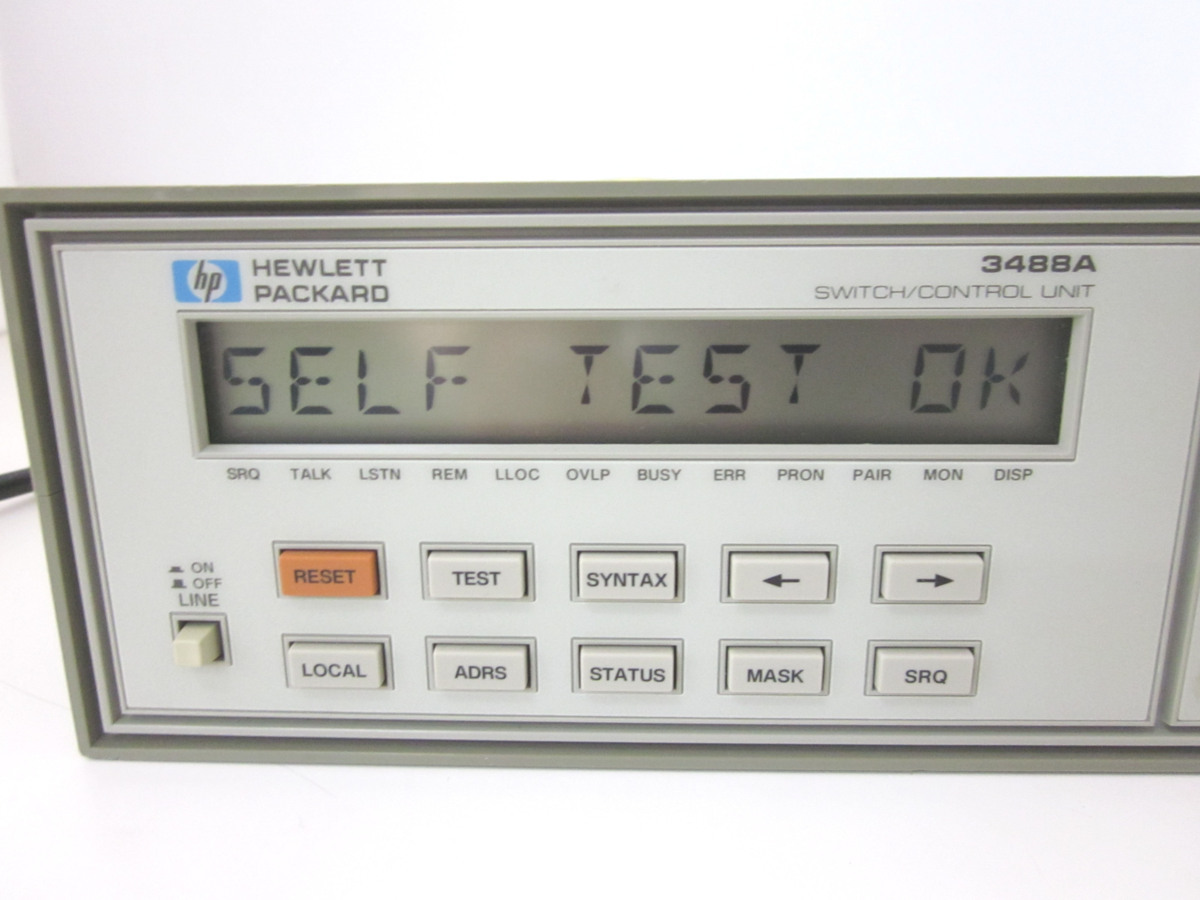 hp HEWLETT PACKARD
3488A
SWITCH/CONTROL UNIT
SELF TEST OK
SRQ TALK LSTN REM LLOC OVLP BUSY ERR PRON PAIR MON DISP
ON
OFF
LINE
RESET TEST SYNTAX ← →
LOCAL ADRS STATUS MASK SRQ